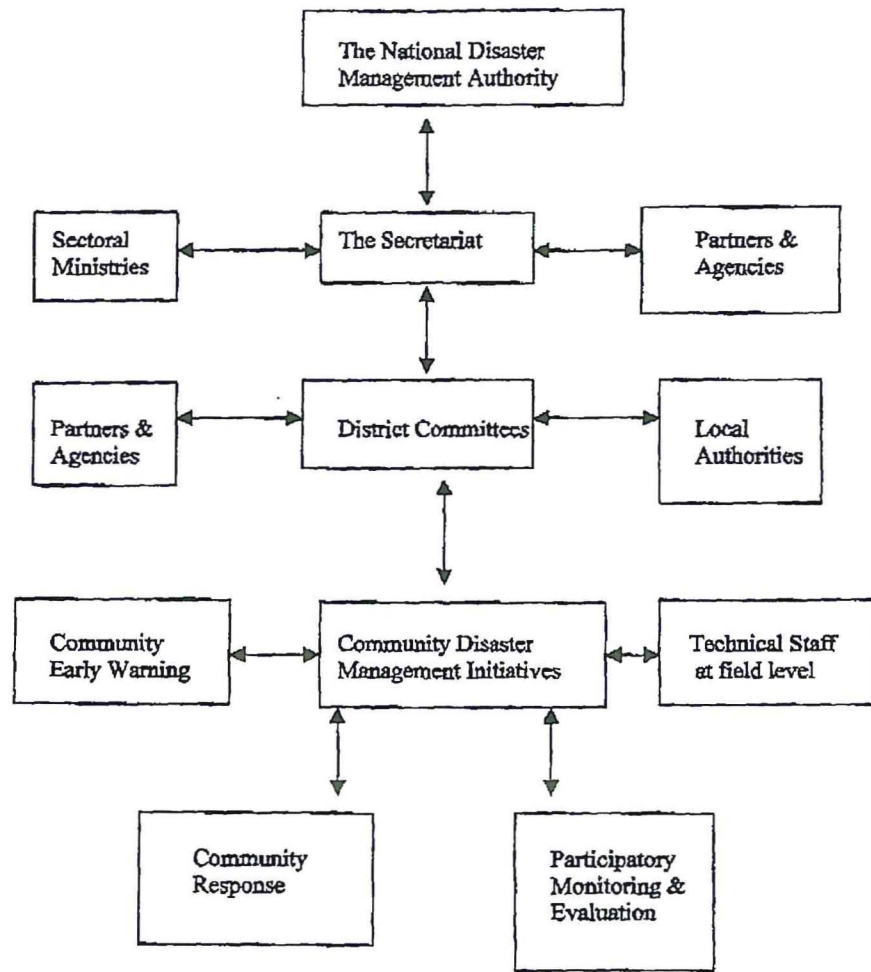 The National Disaster
Management Authority
Sectoral
Ministries
The Secretariat
Partners &
Agencies
Partners &
Agencies
District Committees
Local
Authorities
Community
Early Warning
Community Disaster
Management Initiatives
Technical Staff
at field level
Community
Response
Participatory
Monitoring &
Evaluation